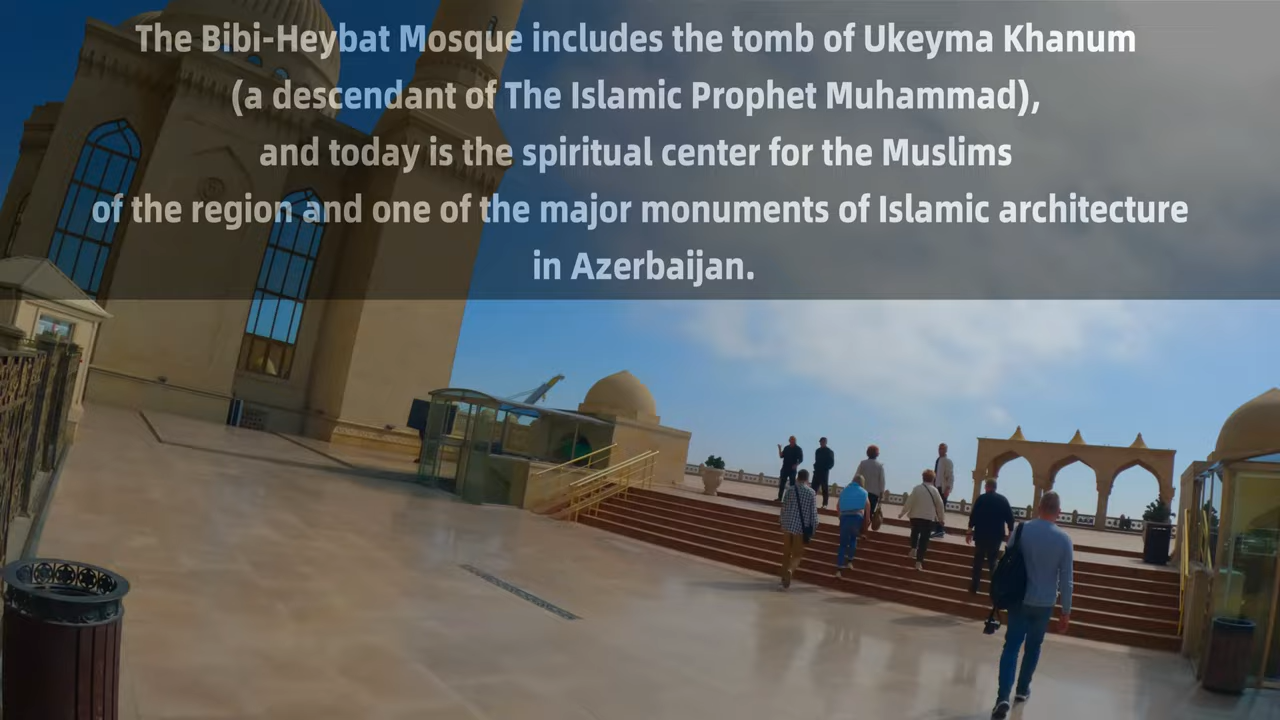 The Bibi-Heybat Mosque includes the tomb of Ukeyma Khanum
(a descendant of The Islamic Prophet Muhammad),
and today is the spiritual center for the Muslims
of the region and one of the major monuments of Islamic architecture
in Azerbaijan.